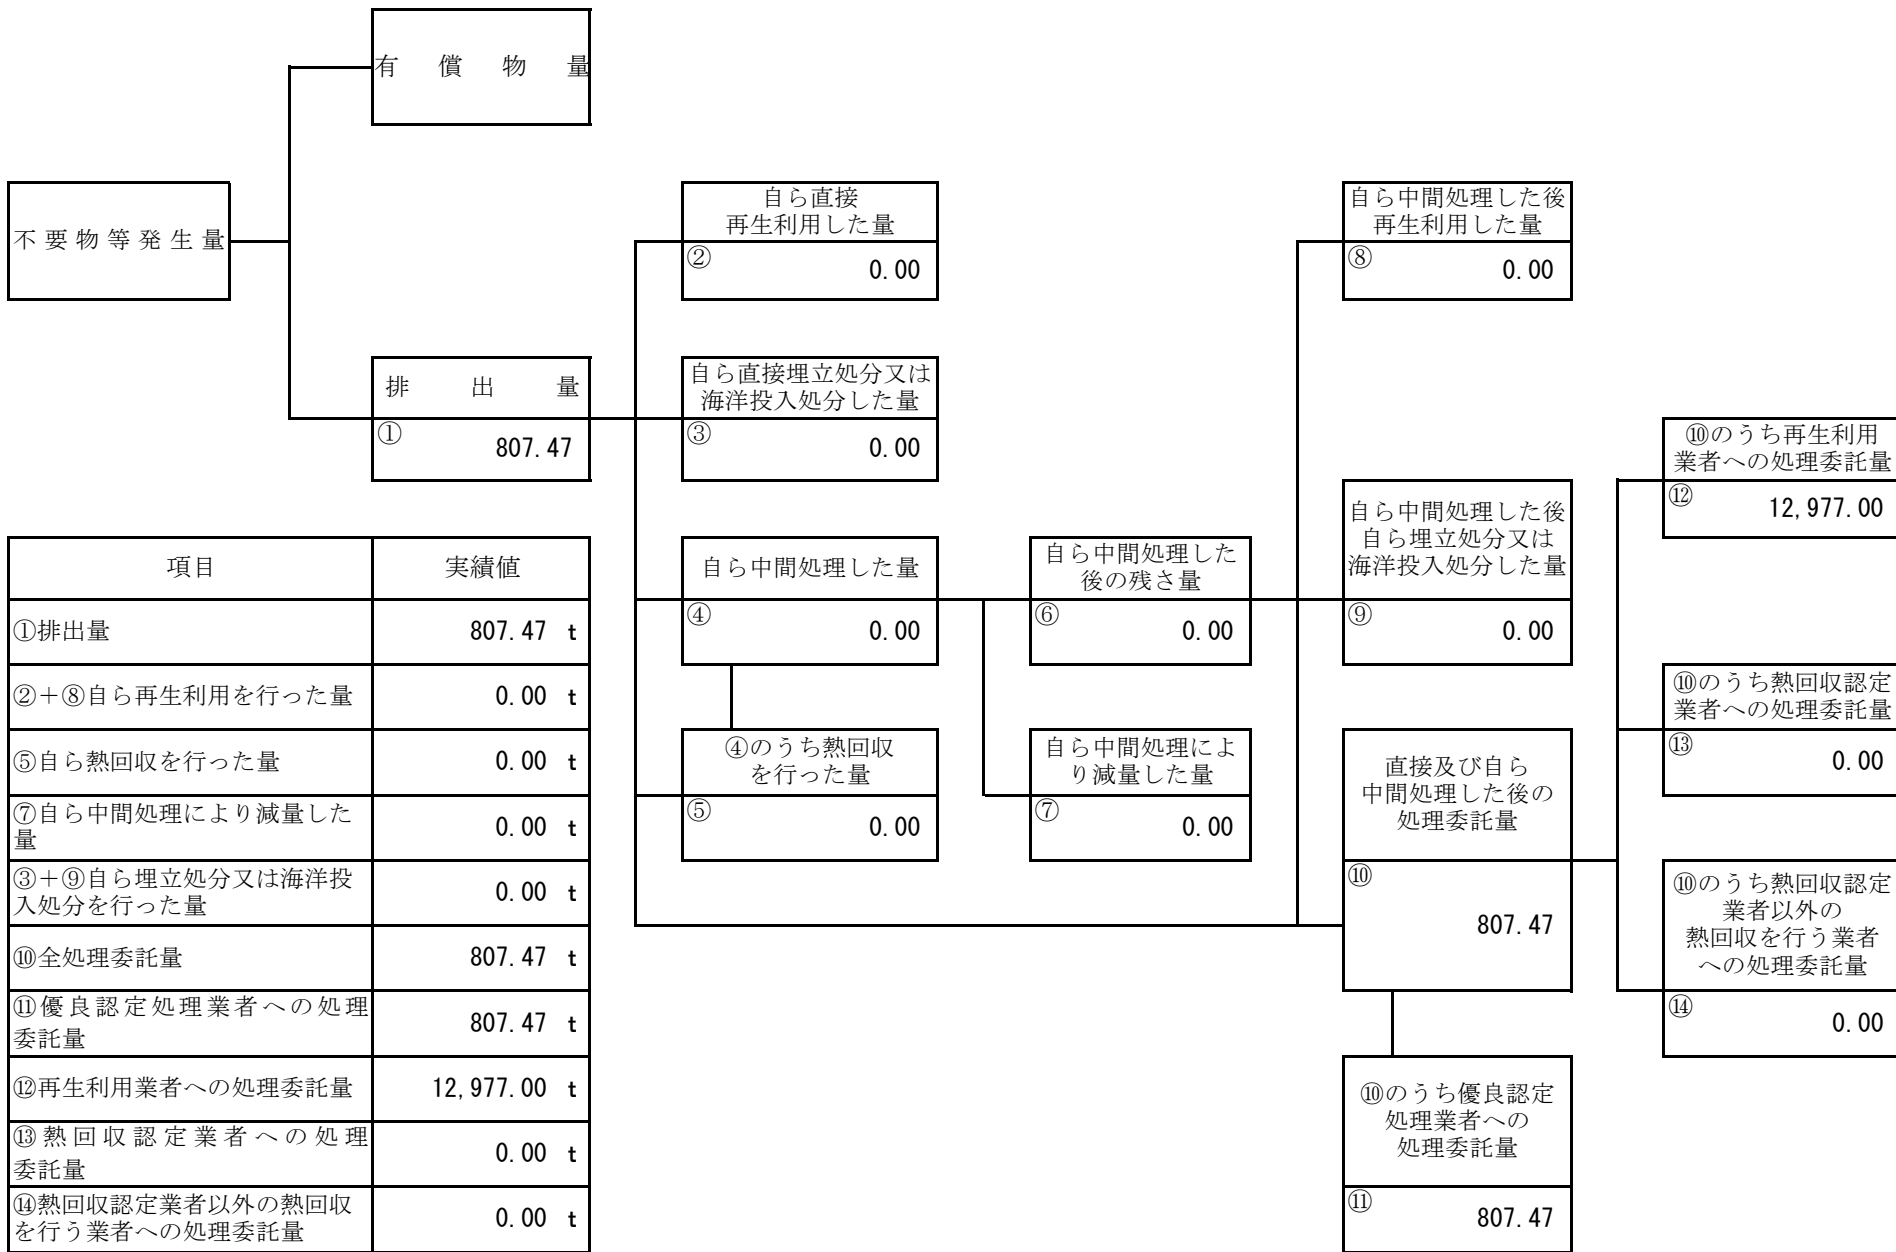 有償物量
不要物等発生量
排出量
① 807.47
自ら直接
再生利用した量
② 0.00
自ら直接埋立処分又は
海洋投入処分した量
③ 0.00
自ら中間処理した量
④ 0.00
④のうち熱回収
を行った量
⑤ 0.00
自ら中間処理した
後の残さ量
⑥ 0.00
自ら中間処理によ
り減量した量
⑦ 0.00
自ら中間処理した後
再生利用した量
⑧ 0.00
自ら中間処理した後
自ら埋立処分又は
海洋投入処分した量
⑨ 0.00
直接及び自ら
中間処理した後の
処理委託量
⑩
807.47
⑩のうち優良認定
処理業者への
処理委託量
⑪ 807.47
⑩のうち再生利用
業者への処理委託量
⑫ 12,977.00
⑩のうち熱回収認定
業者への処理委託量
⑬ 0.00
⑩のうち熱回収認定
業者以外の
熱回収を行う業者
への処理委託量
⑭ 0.00
項目 実績値
①排出量 807.47 t
②+⑧自ら再生利用を行った量 0.00 t
⑤自ら熱回収を行った量 0.00 t
⑦自ら中間処理により減量した
量 0.00 t
③+⑨自ら埋立処分又は海洋投
入処分を行った量 0.00 t
⑩全処理委託量 807.47 t
⑪優良認定処理業者への処理
委託量 807.47 t
⑫再生利用業者への処理委託量 12,977.00 t
⑬熱回収認定業者への処理
委託量 0.00 t
⑭熱回収認定業者以外の熱回収
を行う業者への処理委託量 0.00 t